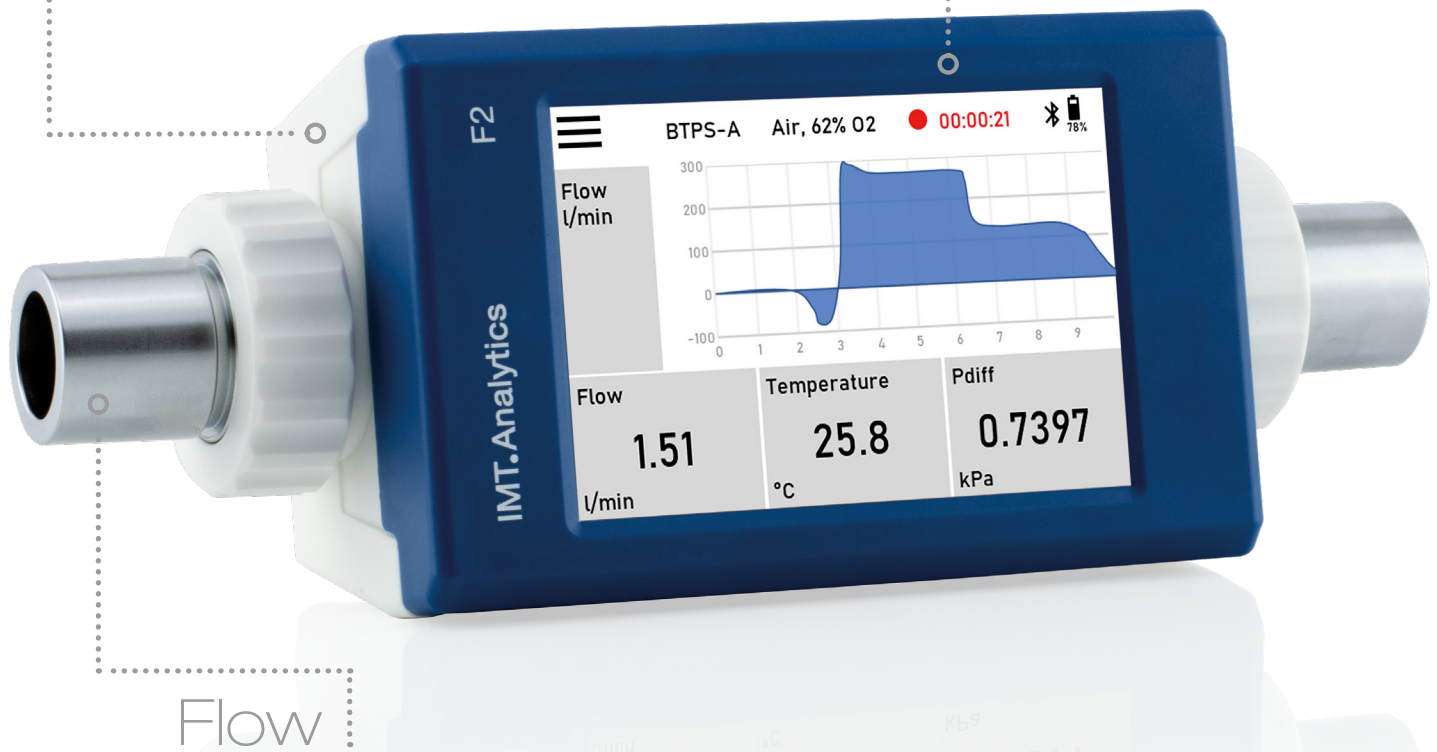 F2
IMT.Analytics
BTPS-A Air, 62% O2 00:00:21 78%
Flow
l/min
300
200
100
0
-100
0 1 2 3 4 5 6 7 8 9
Flow
1.51
l/min
Temperature
25.8
°C
Pdiff
0.7397
kPa
Flow